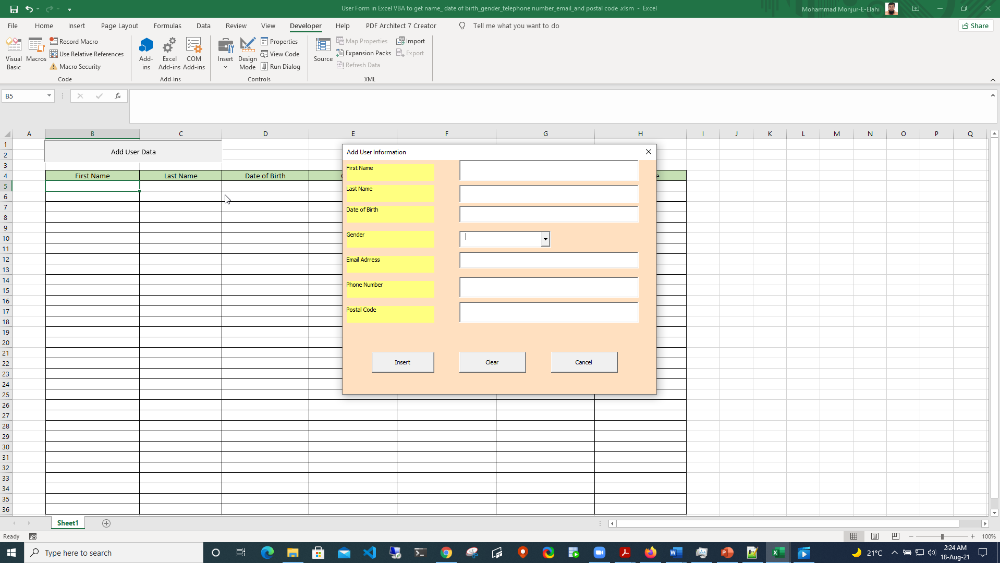 User Form in Excel VBA to get name_ date of birth_gender_telephone number_email_and postal code .xlsm - Excel
Mohammad Monjur-E-Elahi
File Home Insert Page Layout Formulas Data Review View Developer Help PDF Architect 7 Creator Tell me what you want to do Share
Visual Basic
Macros
Record Macro
Use Relative References
Macro Security
Code
Add-ins
Excel Add-ins
COM Add-ins
Add-ins
Insert
Design Mode
Properties
View Code
Run Dialog
Controls
Source
Map Properties
Expansion Packs
Refresh Data
Import
Export
XML
B5
fx
A B C D E F G H I J K L M N O P Q
1
2
3
4
5
6
7
8
9
10
11
12
13
14
15
16
17
18
19
20
21
22
23
24
25
26
27
28
29
30
31
32
33
34
35
36
Add User Data
First Name Last Name Date of Birth
Add User Information
First Name
Last Name
Date of Birth
Gender
Email Adrress
Phone Number
Postal Code
Insert Clear Cancel
Sheet1
Ready
100%
Type here to search
21°C
2:24 AM
18-Aug-21